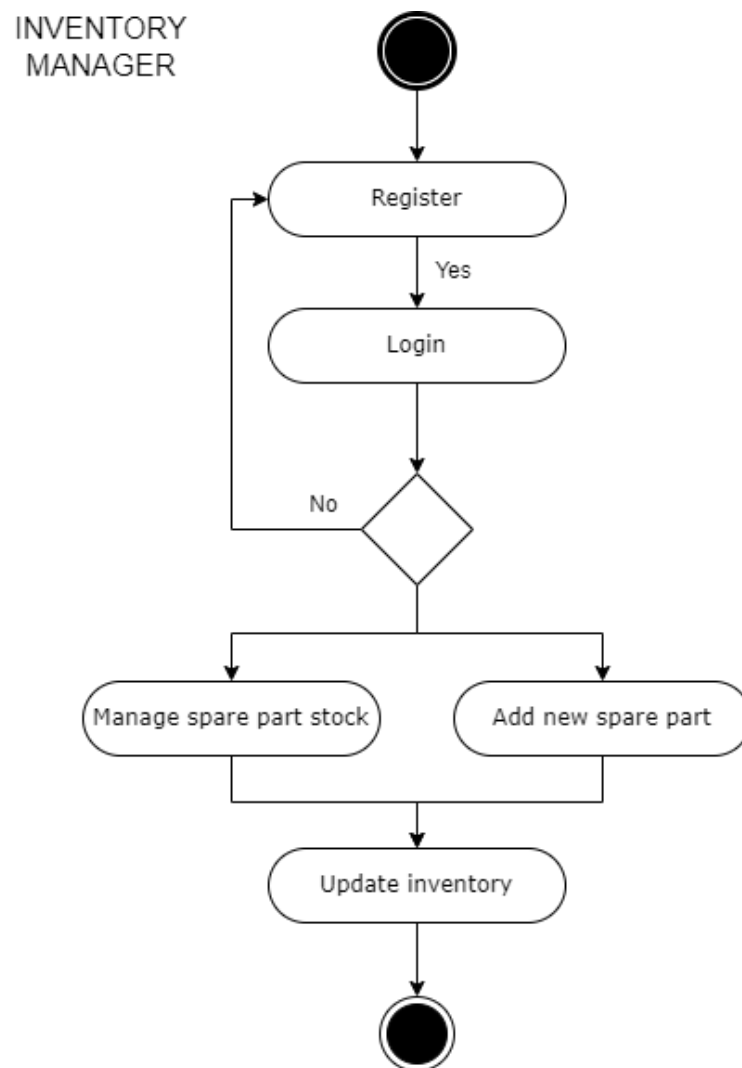 INVENTORY
MANAGER
Register
Yes
Login
No
Manage spare part stock
Add new spare part
Update inventory